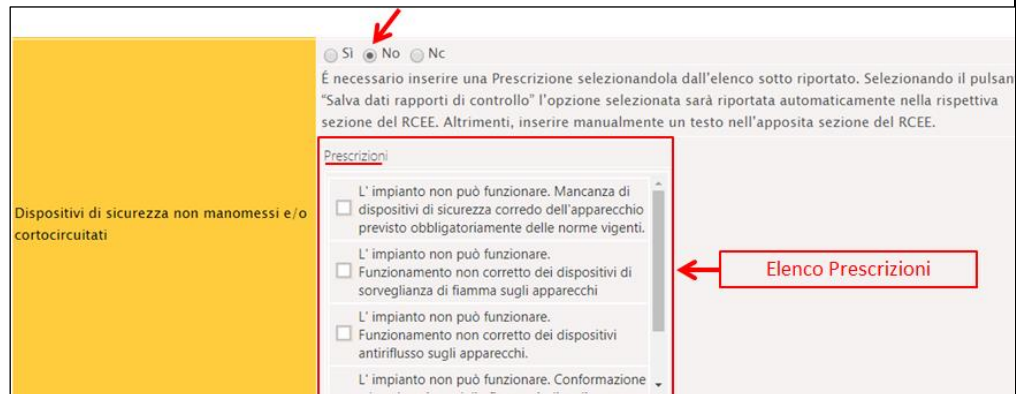 Sì No Nc
É necessario inserire una Prescrizione selezionandola dall'elenco sotto riportato. Selezionando il pulsan
"Salva dati rapporti di controllo" l'opzione selezionata sarà riportata automaticamente nella rispettiva
sezione del RCEE. Altrimenti, inserire manualmente un testo nell'apposita sezione del RCEE.
Prescrizioni
Dispositivi di sicurezza non manomessi e/o
cortocircuitati
L' impianto non può funzionare. Mancanza di
dispositivi di sicurezza corredo dell'apparecchio
previsto obbligatoriamente delle norme vigenti.
L' impianto non può funzionare.
Funzionamento non corretto dei dispositivi di
sorveglianza di fiamma sugli apparecchi
L' impianto non può funzionare.
Funzionamento non corretto dei dispositivi
antiriflusso sugli apparecchi.
L' impianto non può funzionare. Conformazione
Elenco Prescrizioni